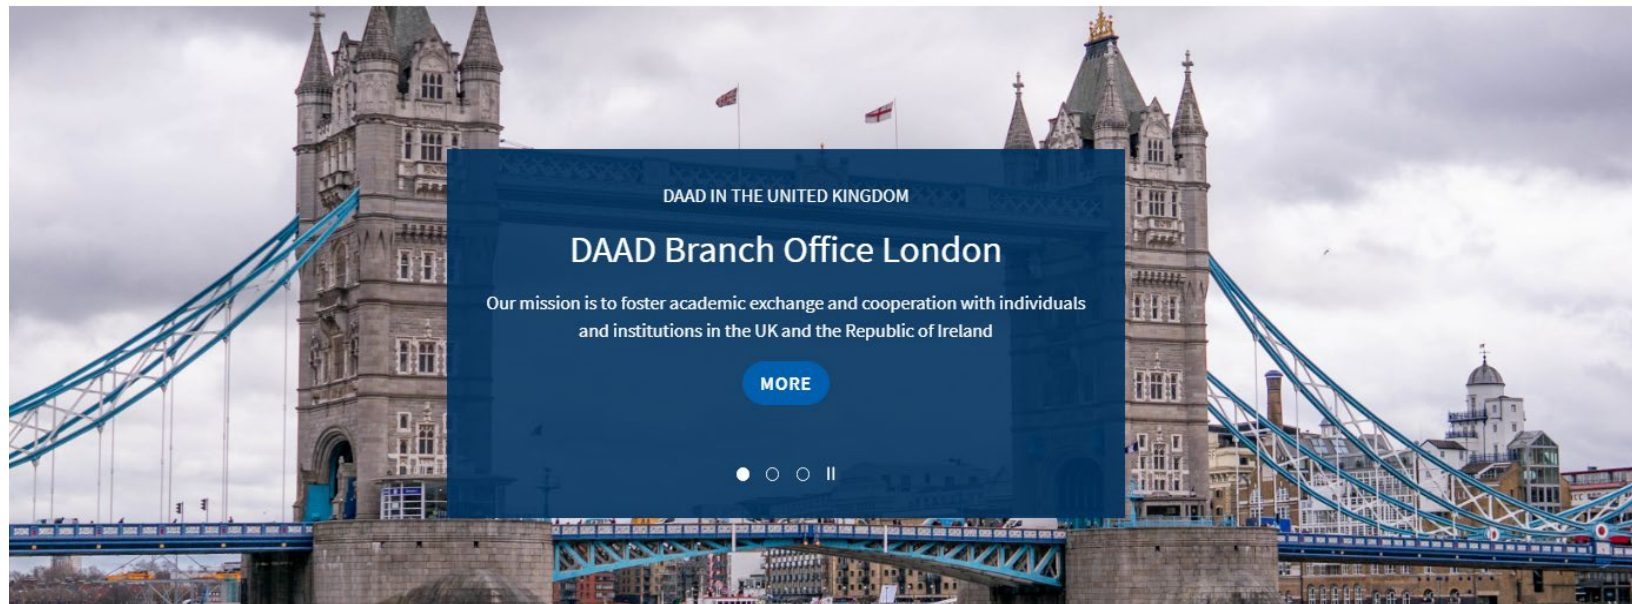 DAAD IN THE UNITED KINGDOM
DAAD Branch Office London
Our mission is to foster academic exchange and cooperation with individuals
and institutions in the UK and the Republic of Ireland
MORE